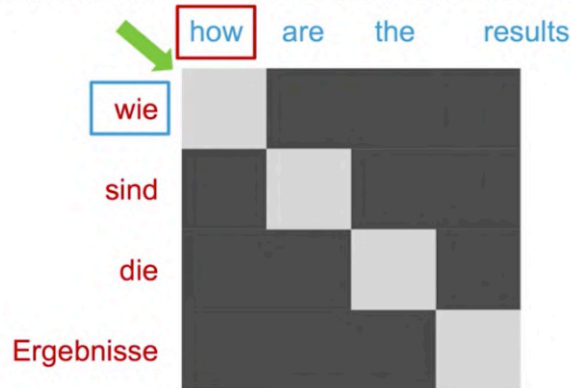 how are the results
wie
sind
die
Ergebnisse